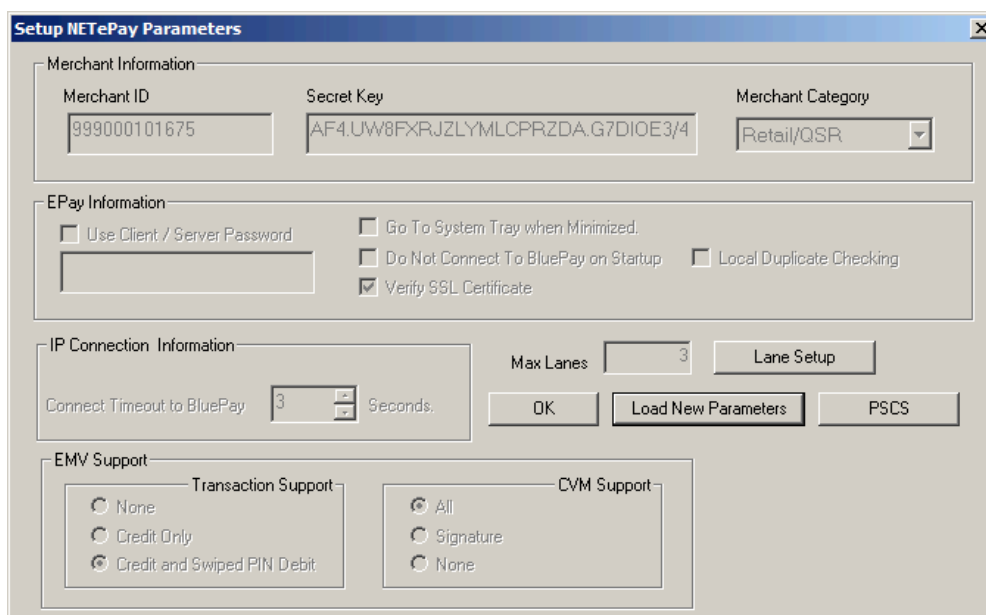 Setup NETePay Parameters
Merchant Information
Merchant ID
Secret Key
Merchant Category
999000101675
AF4.UW8FXRJZLYMLCPRZDA.G7DIOE3/4
Retail/QSR
EPay Information
Use Client / Server Password
Go To System Tray when Minimized.
Do Not Connect To BluePay on Startup
Local Duplicate Checking
Verify SSL Certificate
IP Connection Information
Connect Timeout to BluePay
3
Seconds.
Max Lanes
3
Lane Setup
OK
Load New Parameters
PSCS
EMV Support
Transaction Support
None
Credit Only
Credit and Swiped PIN Debit
CVM Support
All
Signature
None